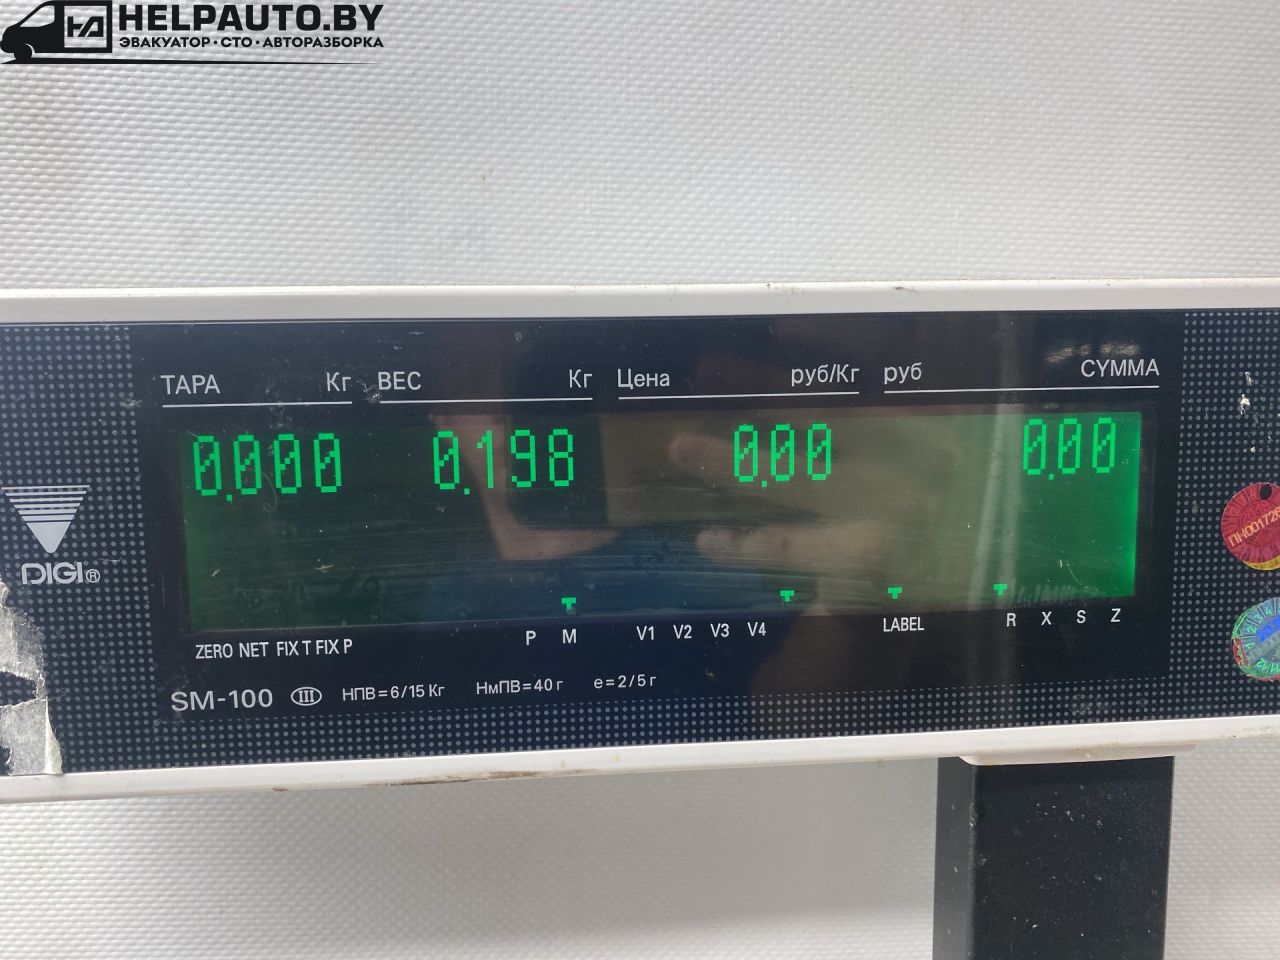 HELPAUTO.BY
ЭВАКУАТОР · СТО · АВТОРАЗБОРКА
ТАРА Кг ВЕС Кг Цена руб/Кг руб СУММА
0.000 0.198 0.00 0.00
DIGI®
ZERO NET FIX T FIX P P M V1 V2 V3 V4 LABEL R X S Z
SM-100 III НПВ=6/15 Кг НмПВ=40 г е=2/5 г